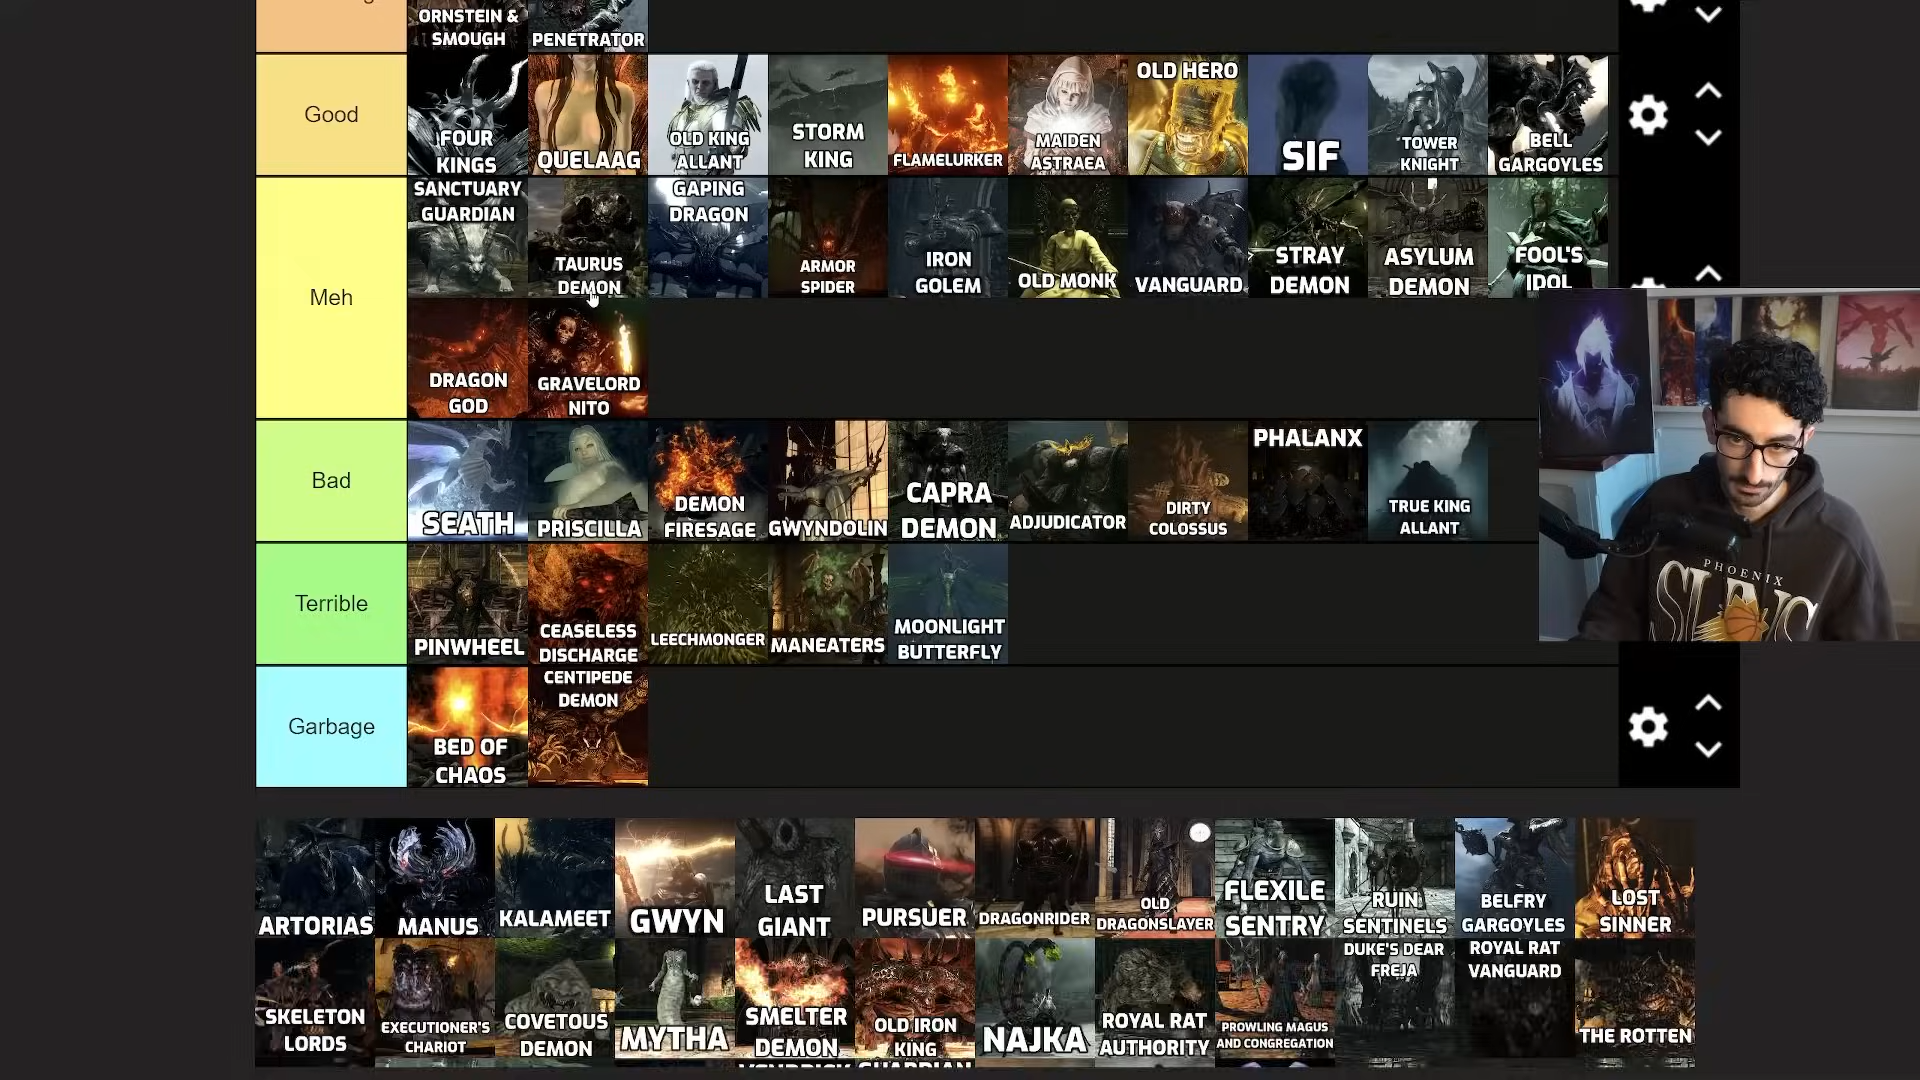 ORNSTEIN &
SMOUGH
PENETRATOR
Good
FOUR
KINGS
QUELAAG
OLD KING
ALLANT
STORM
KING
FLAMELURKER
MAIDEN
ASTRAEA
OLD HERO
SIF
TOWER
KNIGHT
BELL
GARGOYLES
Meh
SANCTUARY
GUARDIAN
TAURUS
DEMON
GAPING
DRAGON
ARMOR
SPIDER
IRON
GOLEM
OLD MONK
VANGUARD
STRAY
DEMON
ASYLUM
DEMON
FOOL'S
IDOL
DRAGON
GOD
GRAVELORD
NITO
Bad
SEATH
PRISCILLA
DEMON
FIRESAGE
GWYNDOLIN
CAPRA
DEMON
ADJUDICATOR
DIRTY
COLOSSUS
PHALANX
TRUE KING
ALLANT
Terrible
PINWHEEL
CEASELESS
DISCHARGE
LEECHMONGER
MANEATERS
MOONLIGHT
BUTTERFLY
PHOENIX
SUNS
Garbage
BED OF
CHAOS
CENTIPEDE
DEMON
ARTORIAS
MANUS
KALAMEET
GWYN
LAST
GIANT
PURSUER
DRAGONRIDER
OLD
DRAGONSLAYER
FLEXILE
SENTRY
RUIN
SENTINELS
BELFRY
GARGOYLES
LOST
SINNER
SKELETON
LORDS
EXECUTIONER'S
CHARIOT
COVETOUS
DEMON
MYTHA
SMELTER
DEMON
OLD IRON
KING
NAJKA
ROYAL RAT
AUTHORITY
PROWLING MAGUS
AND CONGREGATION
DUKE'S DEAR
FREJA
ROYAL RAT
VANGUARD
THE ROTTEN
VENDRICK
GUARDIAN